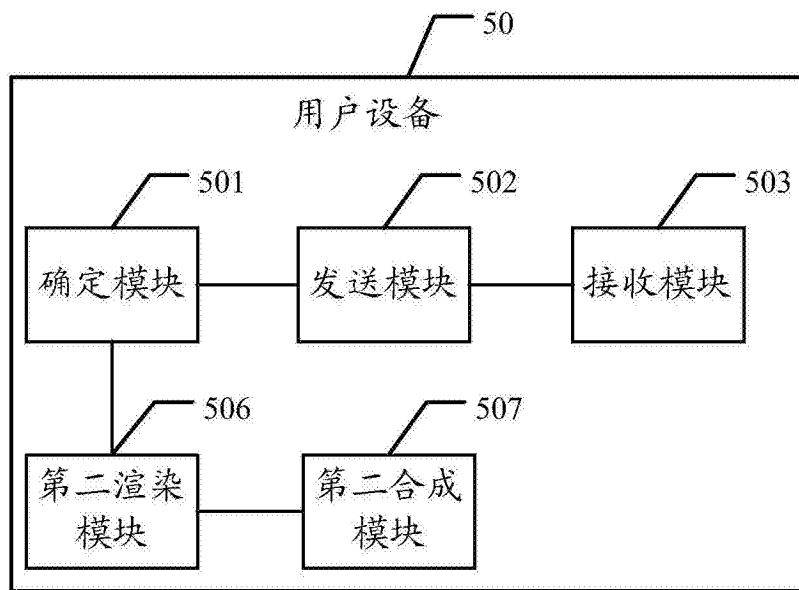 50
用户设备
501
502
503
确定模块
发送模块
接收模块
506
507
第二渲染
模块
第二合成
模块